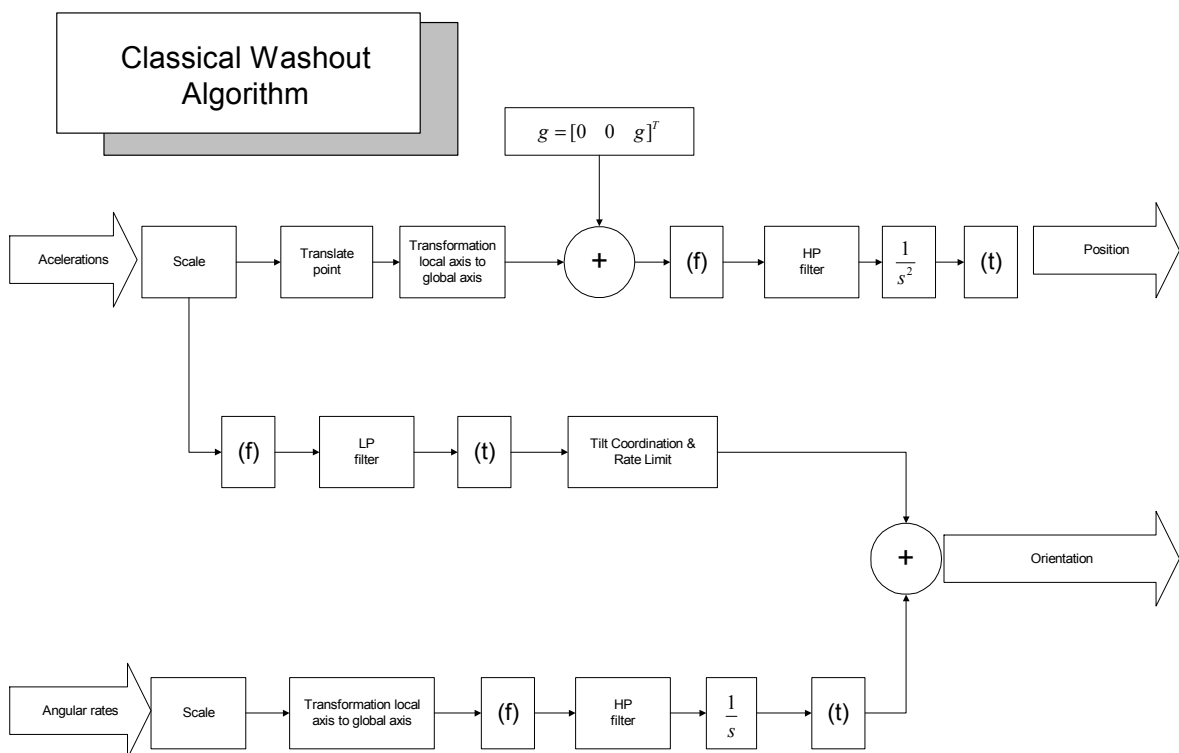 Classical Washout
Algorithm
g = [0 0 g]^T
Acelerations
Scale
Translate
point
Transformation
local axis to
global axis
+
(f)
HP
filter
1/s^2
(t)
Position
(f)
LP
filter
(t)
Tilt Coordination &
Rate Limit
+
Orientation
Angular rates
Scale
Transformation local
axis to global axis
(f)
HP
filter
1/s
(t)